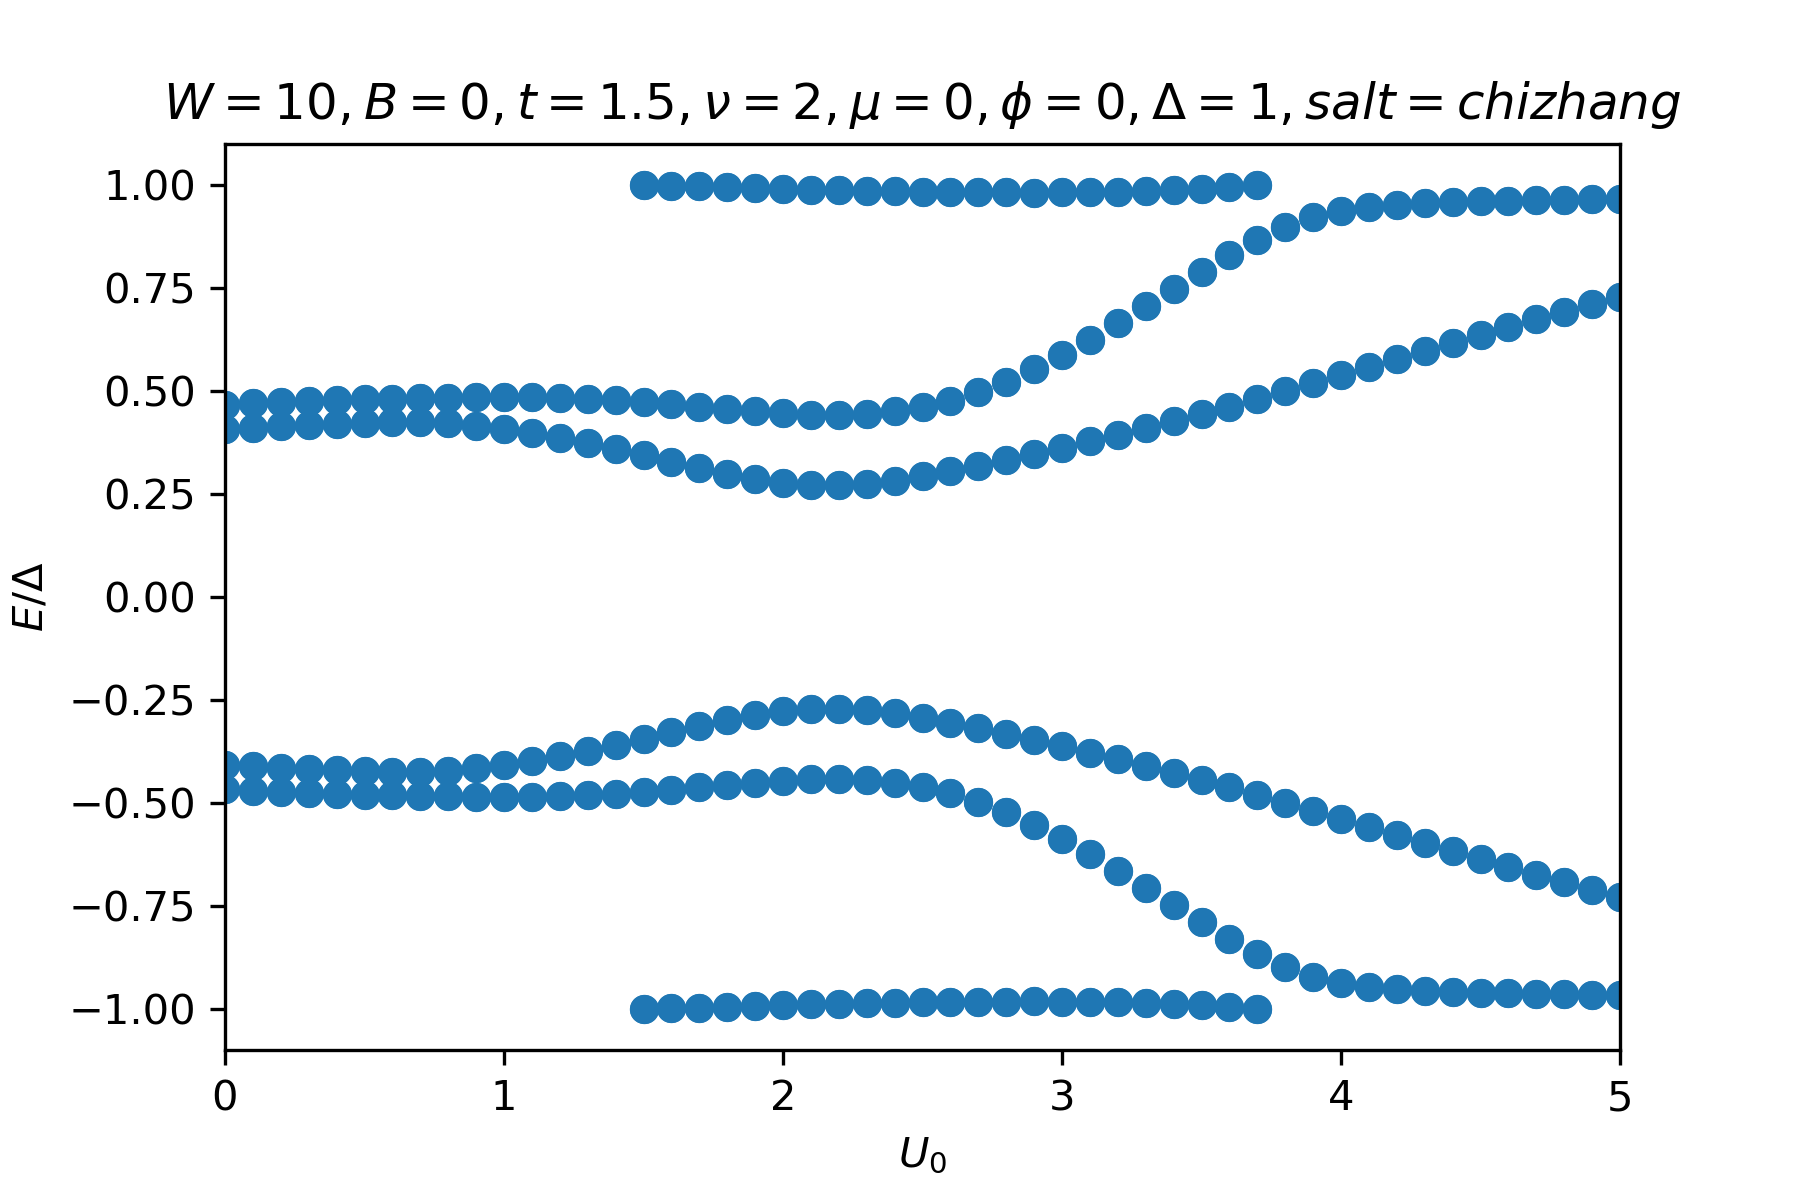 W = 10, B = 0, t = 1.5, ν = 2, μ = 0, ϕ = 0, Δ = 1, salt = chizhang
1.00
0.75
0.50
0.25
0.00
−0.25
−0.50
−0.75
−1.00
E/Δ
0 1 2 3 4 5
U₀